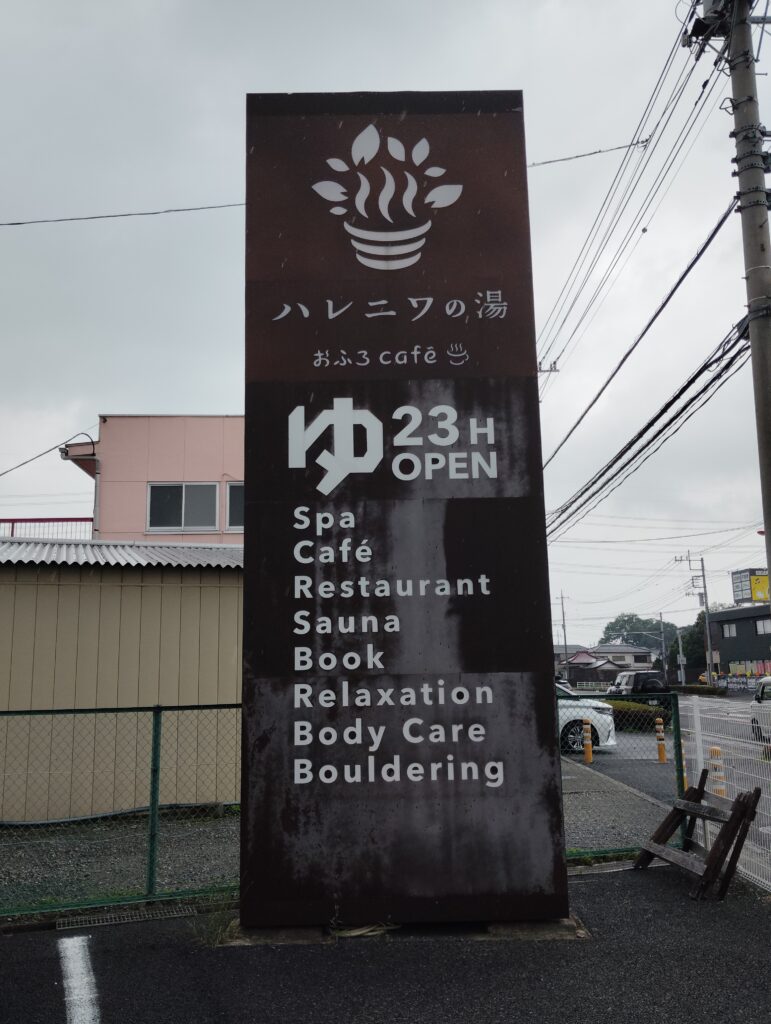 ハレニワの湯
おふろcafē
ゆ 23H
OPEN
Spa
Café
Restaurant
Sauna
Book
Relaxation
Body Care
Bouldering